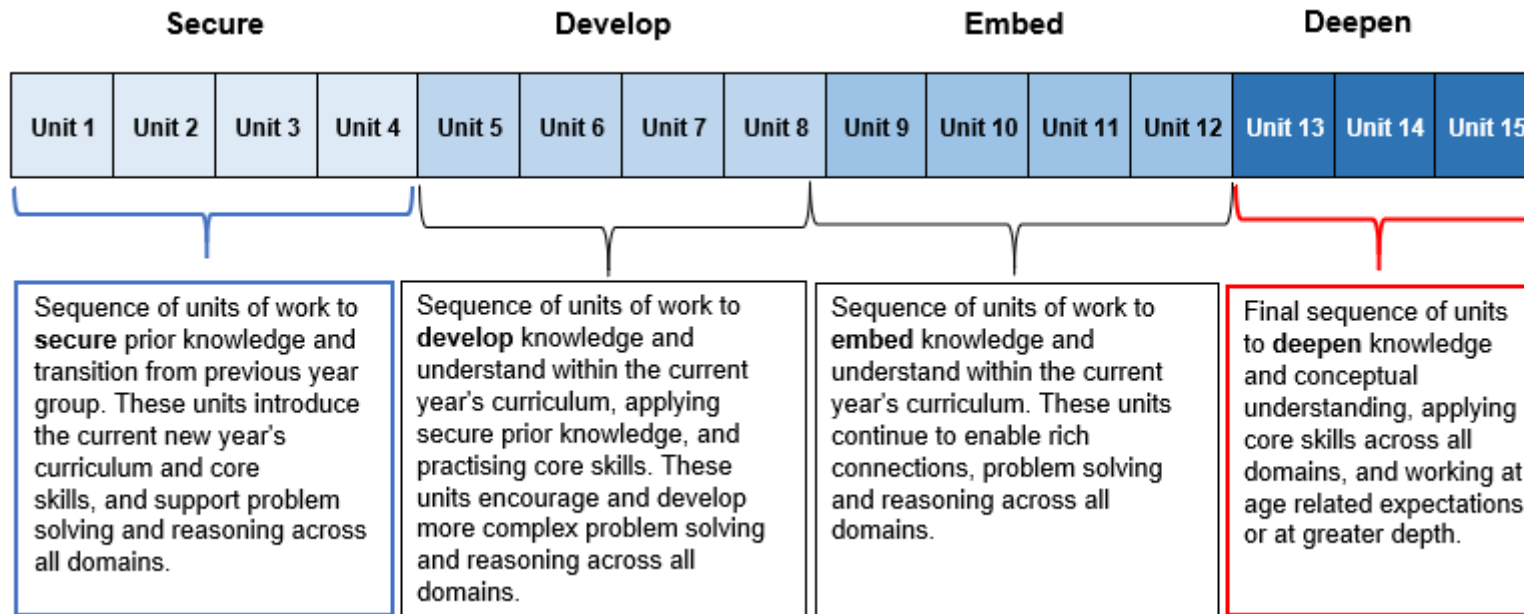 Secure Develop Embed Deepen
Unit 1 Unit 2 Unit 3 Unit 4 Unit 5 Unit 6 Unit 7 Unit 8 Unit 9 Unit 10 Unit 11 Unit 12 Unit 13 Unit 14 Unit 15
Sequence of units of work to
secure prior knowledge and
transition from previous year
group. These units introduce
the current new year's
curriculum and core
skills, and support problem
solving and reasoning across
all domains.
Sequence of units of work to
develop knowledge and
understand within the current
year's curriculum, applying
secure prior knowledge, and
practising core skills. These
units encourage and develop
more complex problem solving
and reasoning across all
domains.
Sequence of units of work to
embed knowledge and
understand within the current
year's curriculum. These units
continue to enable rich
connections, problem solving
and reasoning across all
domains.
Final sequence of units
to deepen knowledge
and conceptual
understanding, applying
core skills across all
domains, and working at
age related expectations
or at greater depth.